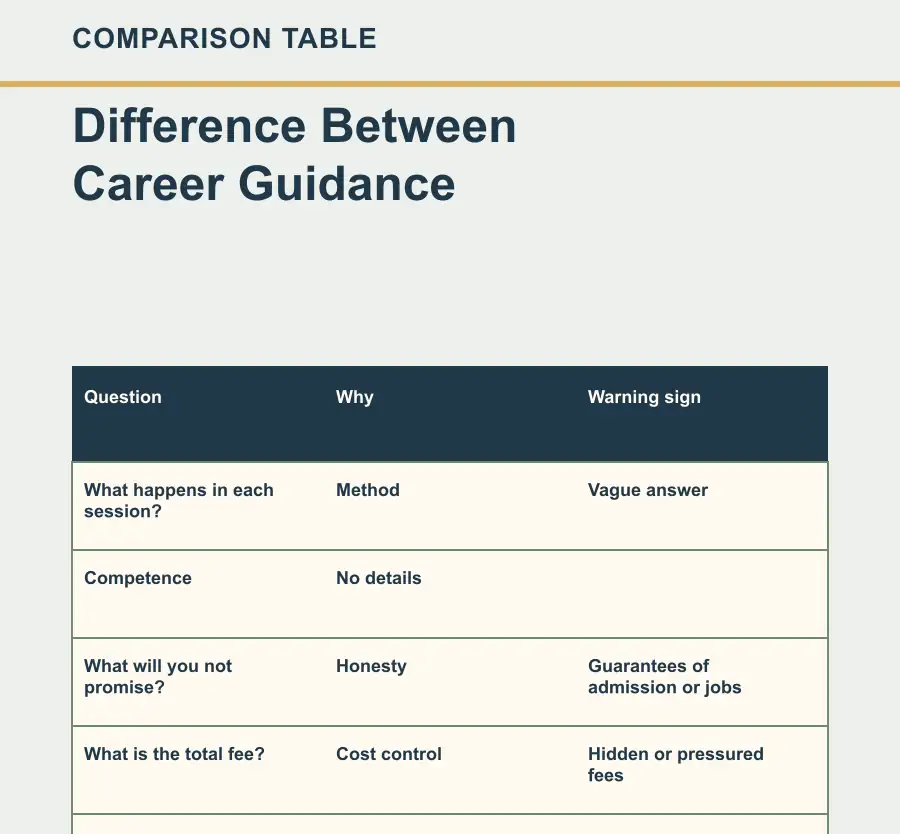 COMPARISON TABLE
Difference Between
Career Guidance
Question Why Warning sign
What happens in each Method Vague answer
session?
Competence No details
What will you not Honesty Guarantees of
promise? admission or jobs
What is the total fee? Cost control Hidden or pressured
fees